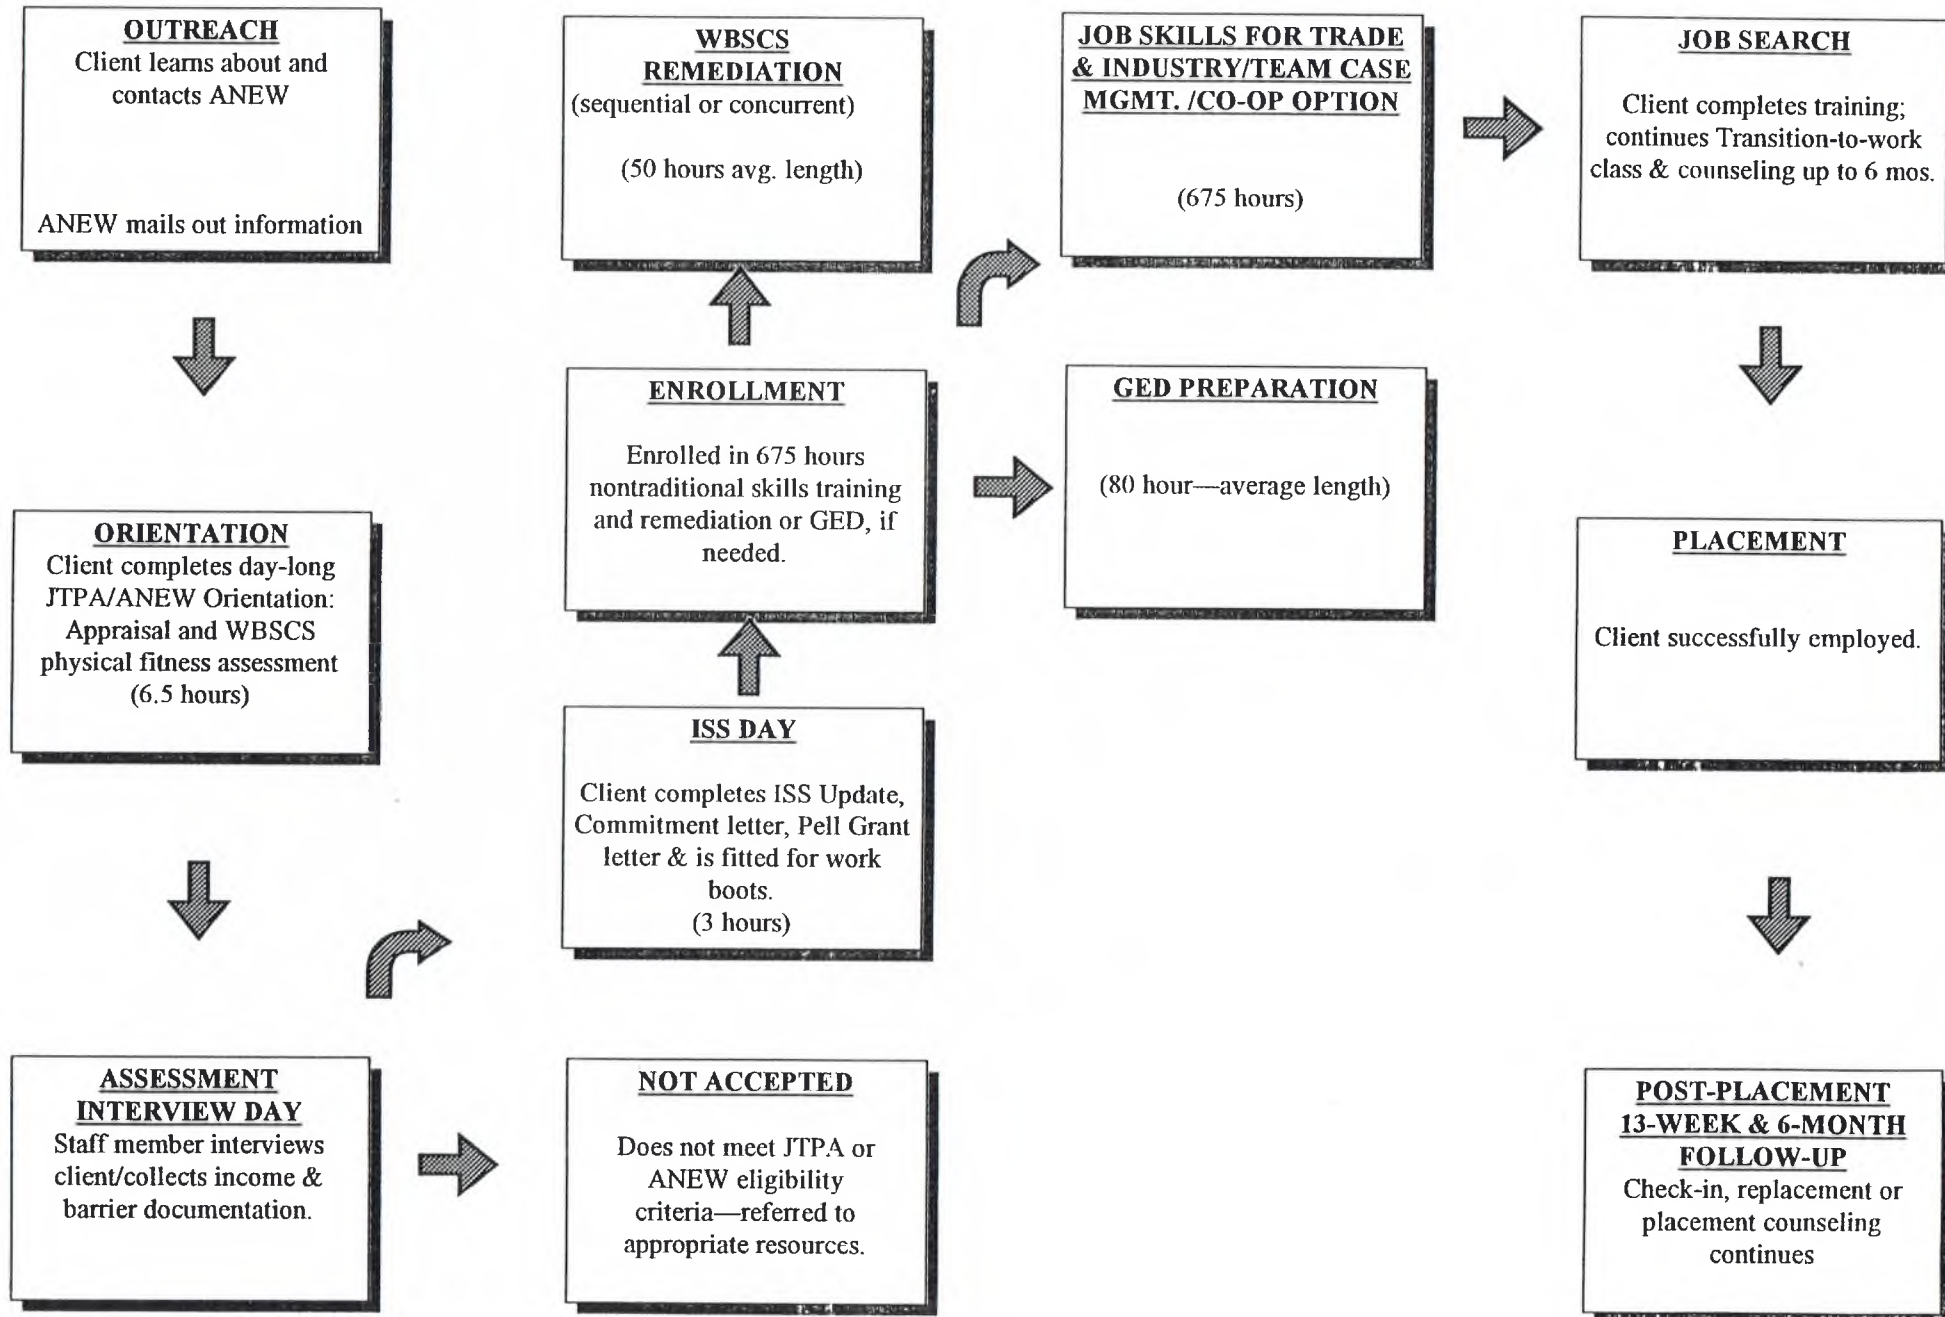 OUTREACH
Client learns about and
contacts ANEW
ANEW mails out information
ORIENTATION
Client completes day-long
JTPA/ANEW Orientation:
Appraisal and WBSCS
physical fitness assessment
(6.5 hours)
ASSESSMENT
INTERVIEW DAY
Staff member interviews
client/collects income &
barrier documentation.
NOT ACCEPTED
Does not meet JTPA or
ANEW eligibility
criteria—referred to
appropriate resources.
ISS DAY
Client completes ISS Update,
Commitment letter, Pell Grant
letter & is fitted for work
boots.
(3 hours)
ENROLLMENT
Enrolled in 675 hours
nontraditional skills training
and remediation or GED, if
needed.
WBSCS
REMEDIATION
(sequential or concurrent)
(50 hours avg. length)
GED PREPARATION
(80 hour—average length)
JOB SKILLS FOR TRADE
& INDUSTRY/TEAM CASE
MGMT. /CO-OP OPTION
(675 hours)
JOB SEARCH
Client completes training;
continues Transition-to-work
class & counseling up to 6 mos.
PLACEMENT
Client successfully employed.
POST-PLACEMENT
13-WEEK & 6-MONTH
FOLLOW-UP
Check-in, replacement or
placement counseling
continues